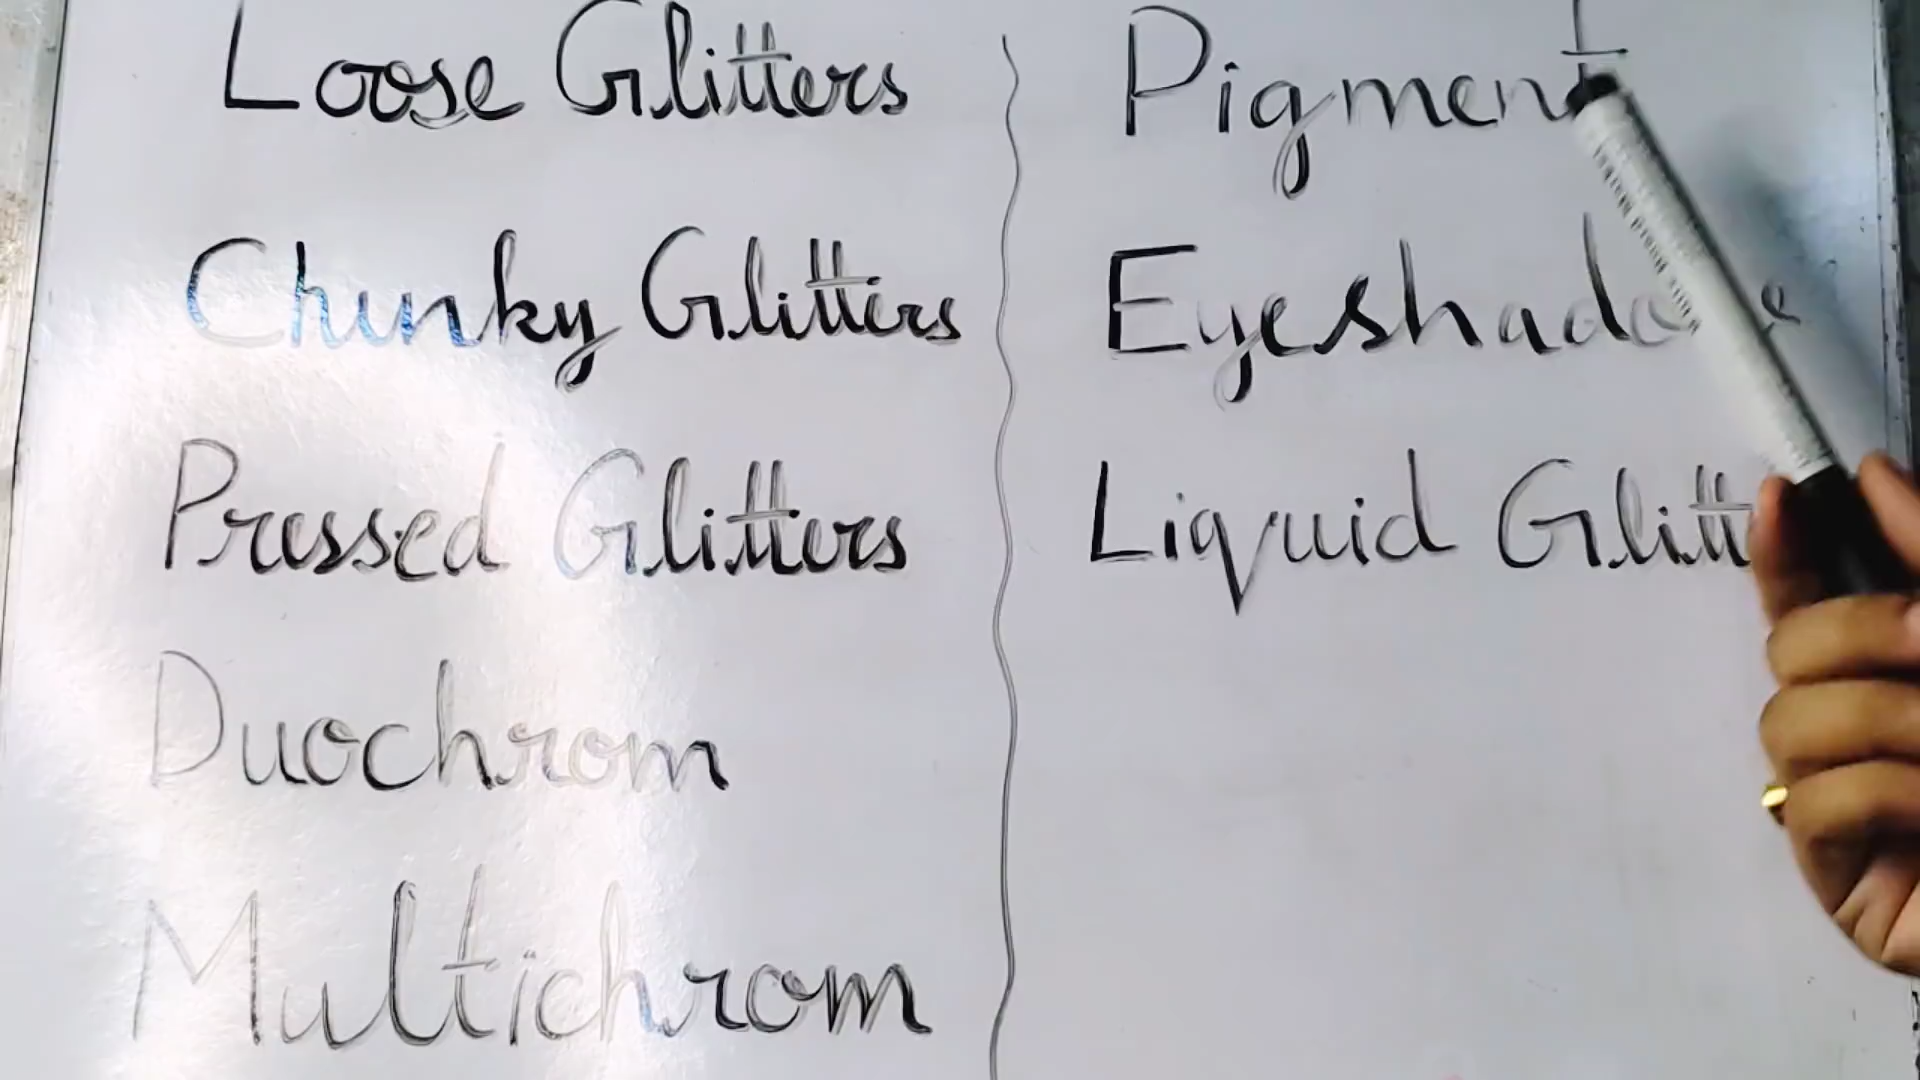 Loose Glitters
Chunky Glitters
Pressed Glitters
Duochrom
Multichrom
Pigment
Liquid